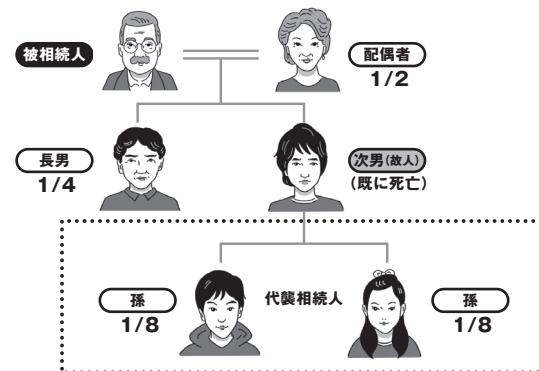 被相続人
配偶者
1/2
長男
1/4
次男(故人)
(既に死亡)
代襲相続人
孫
1/8
孫
1/8